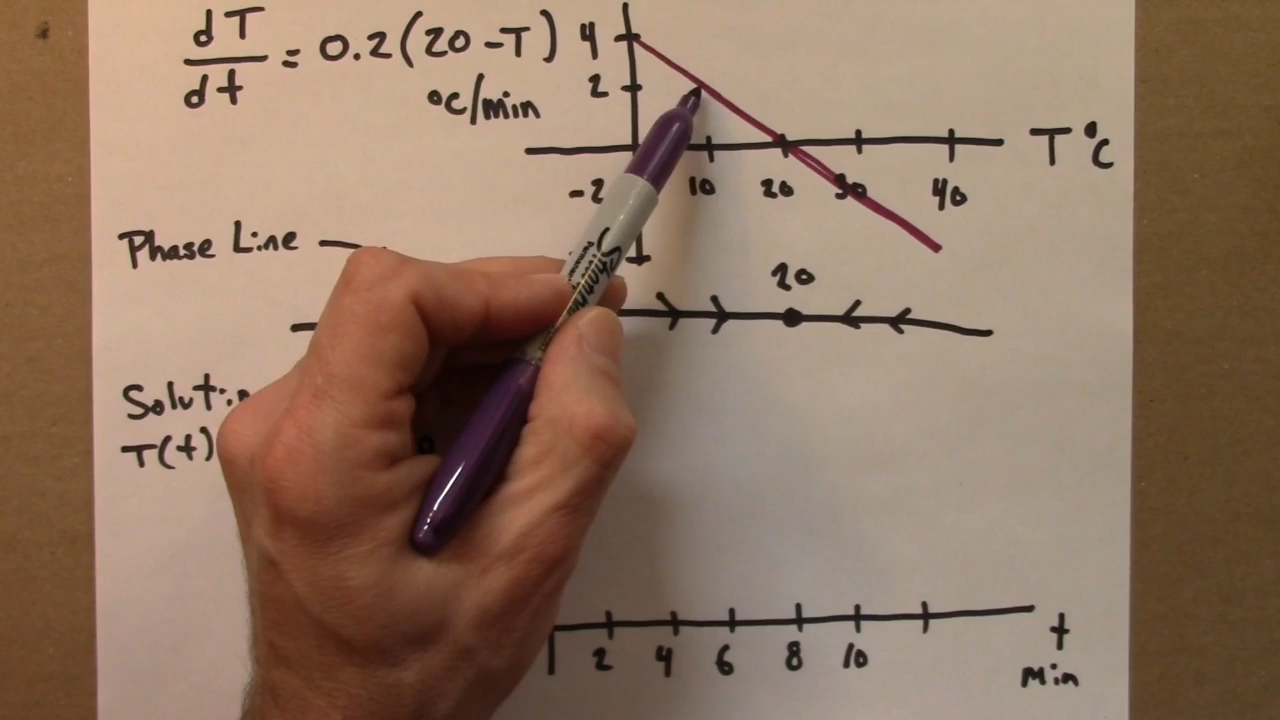 dT/dt = 0.2(20-T)
°C/min
4
2
-2
10 20 30 40
T °C
Phase Line
20
T(t)
2 4 6 8 10
t
Min